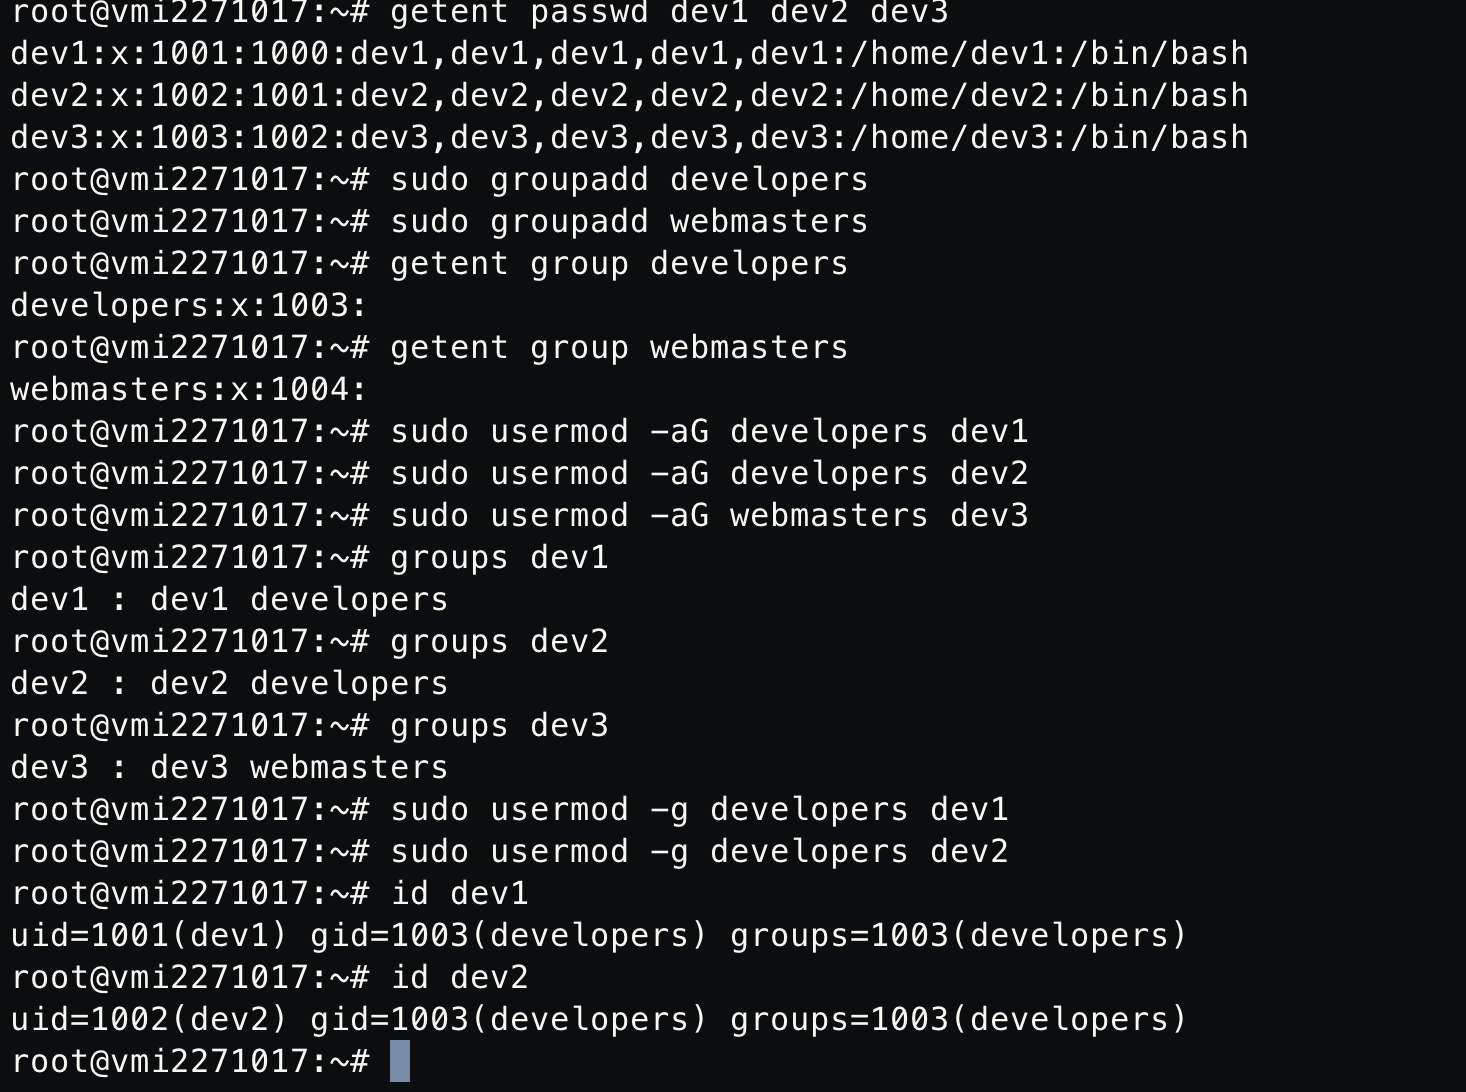 root@vmi2271017:~# getent passwd dev1 dev2 dev3
dev1:x:1001:1000:dev1,dev1,dev1,dev1,dev1:/home/dev1:/bin/bash
dev2:x:1002:1001:dev2,dev2,dev2,dev2,dev2:/home/dev2:/bin/bash
dev3:x:1003:1002:dev3,dev3,dev3,dev3,dev3:/home/dev3:/bin/bash
root@vmi2271017:~# sudo groupadd developers
root@vmi2271017:~# sudo groupadd webmasters
root@vmi2271017:~# getent group developers
developers:x:1003:
root@vmi2271017:~# getent group webmasters
webmasters:x:1004:
root@vmi2271017:~# sudo usermod -aG developers dev1
root@vmi2271017:~# sudo usermod -aG developers dev2
root@vmi2271017:~# sudo usermod -aG webmasters dev3
root@vmi2271017:~# groups dev1
dev1 : dev1 developers
root@vmi2271017:~# groups dev2
dev2 : dev2 developers
root@vmi2271017:~# groups dev3
dev3 : dev3 webmasters
root@vmi2271017:~# sudo usermod -g developers dev1
root@vmi2271017:~# sudo usermod -g developers dev2
root@vmi2271017:~# id dev1
uid=1001(dev1) gid=1003(developers) groups=1003(developers)
root@vmi2271017:~# id dev2
uid=1002(dev2) gid=1003(developers) groups=1003(developers)
root@vmi2271017:~#